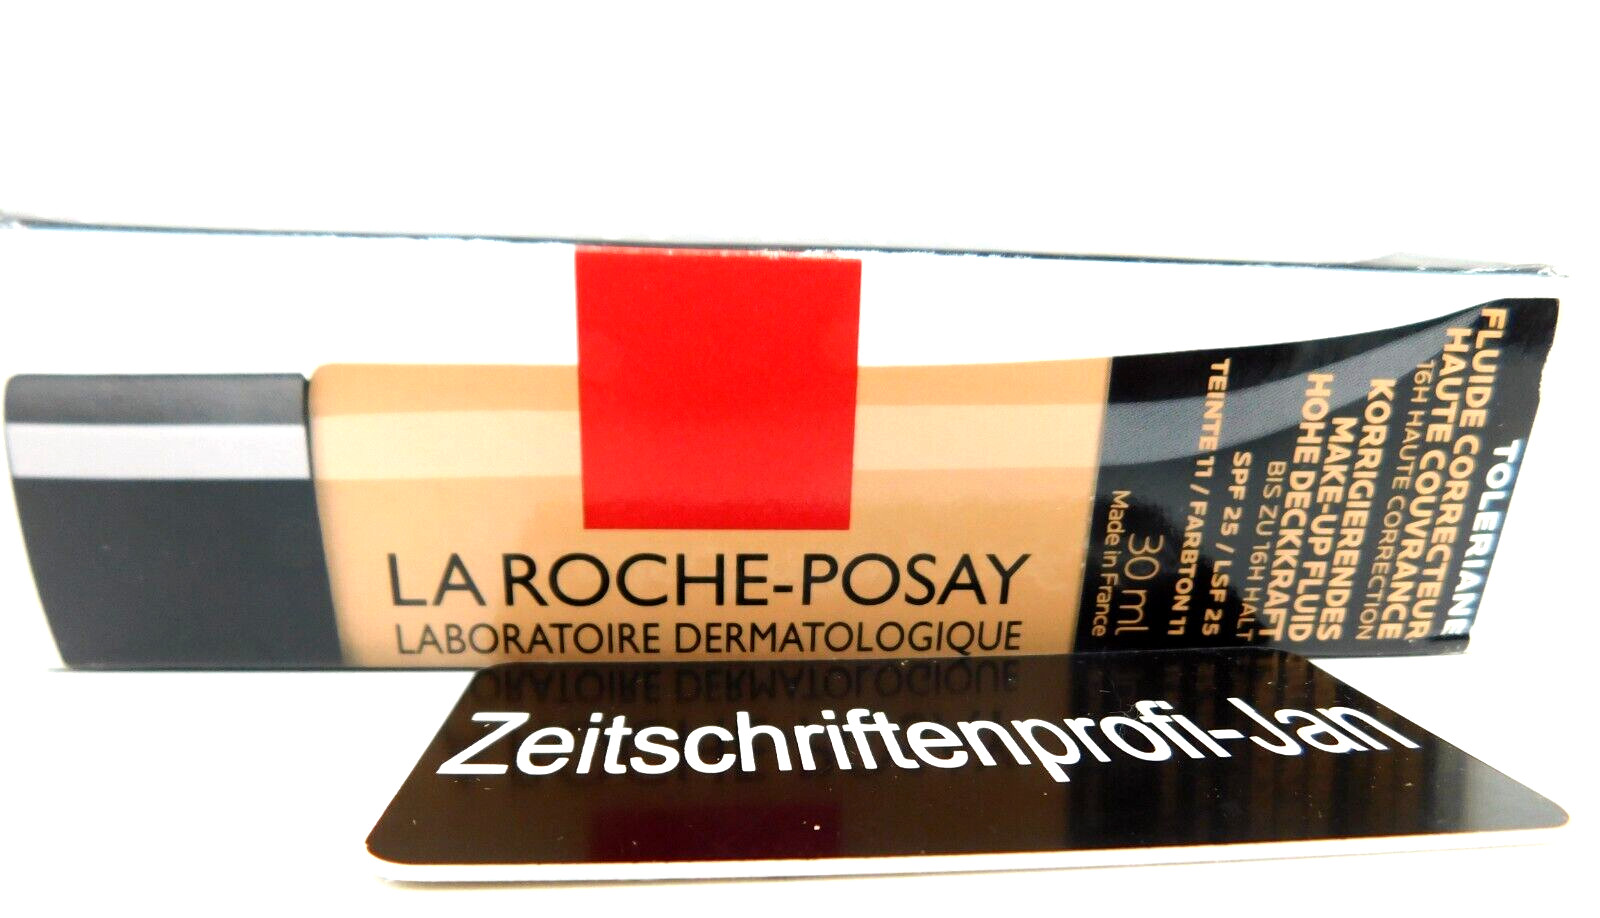 LA ROCHE-POSAY
LABORATOIRE DERMATOLOGIQUE
TOLERIANE
FLUIDE CORRECTEUR
HAUTE COUVRANCE
16H HAUTE CORRECTION
KORRIGIERENDES
MAKE-UP FLUID
HOHE DECKKRAFT
BIS ZU 16H HALT
SPF 25 / LSF 25
TEINTE 11 / FARBTON 11
30 ml
Made in France
Zeitschriftenprofi-Jan